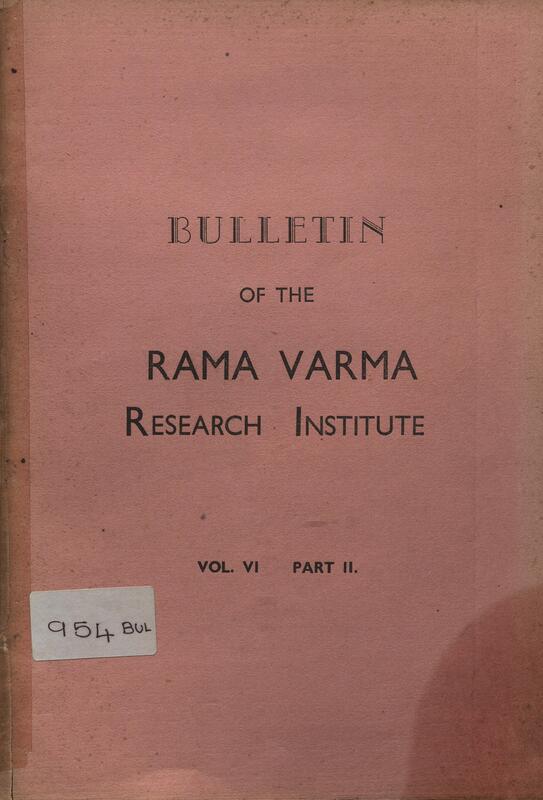 BULLETIN
OF THE
RAMA VARMA
RESEARCH INSTITUTE
VOL. VI PART II.
954 BUL